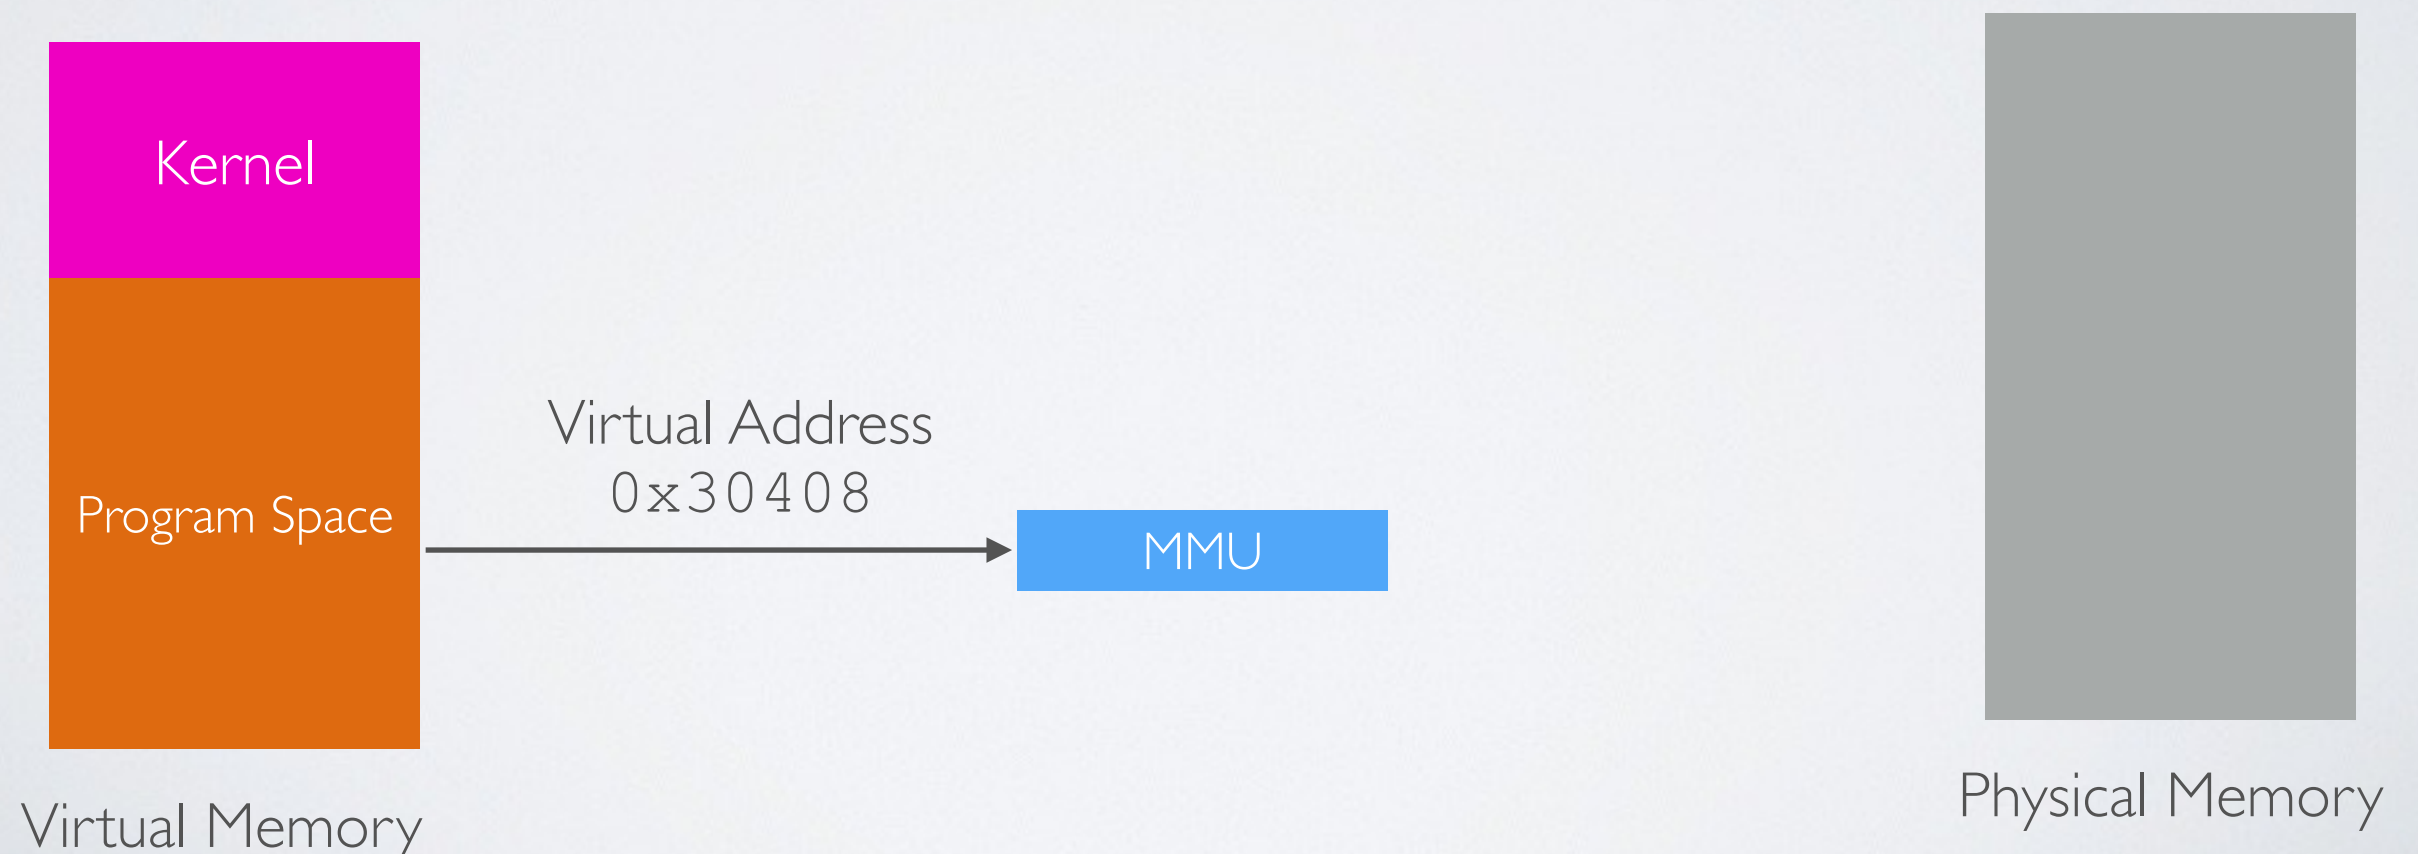 Kernel
Program Space
Virtual Address
0x30408
MMU
Virtual Memory
Physical Memory